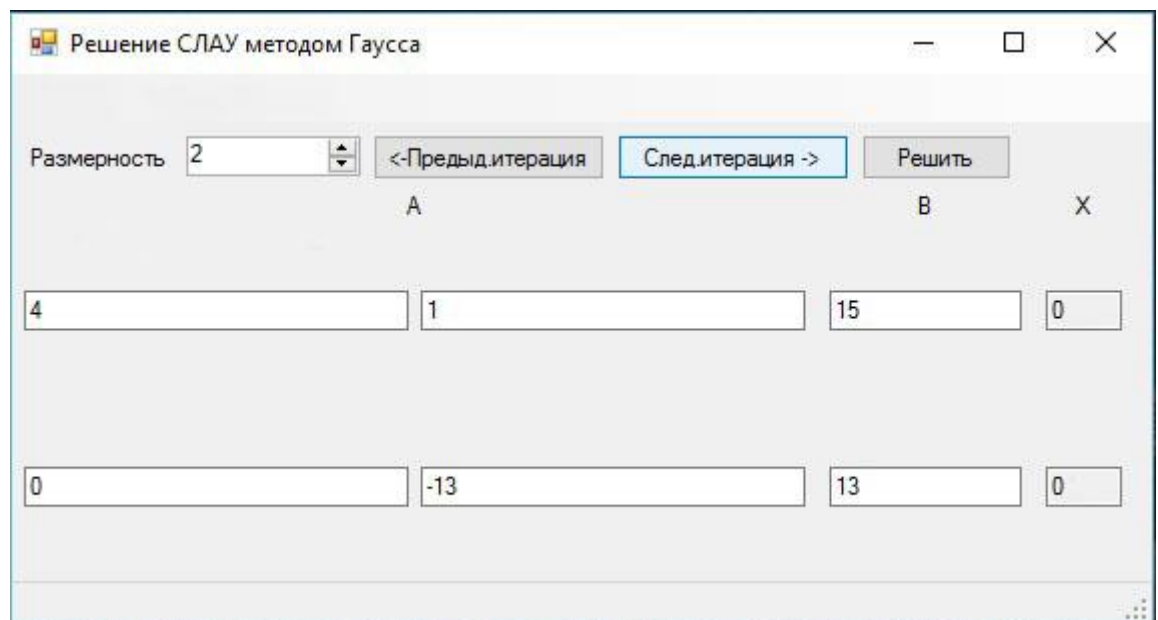 Решение СЛАУ методом Гаусса
Размерность 2 <-Предыд.итерация След.итерация -> Решить
A B X
4 1 15 0
0 -13 13 0